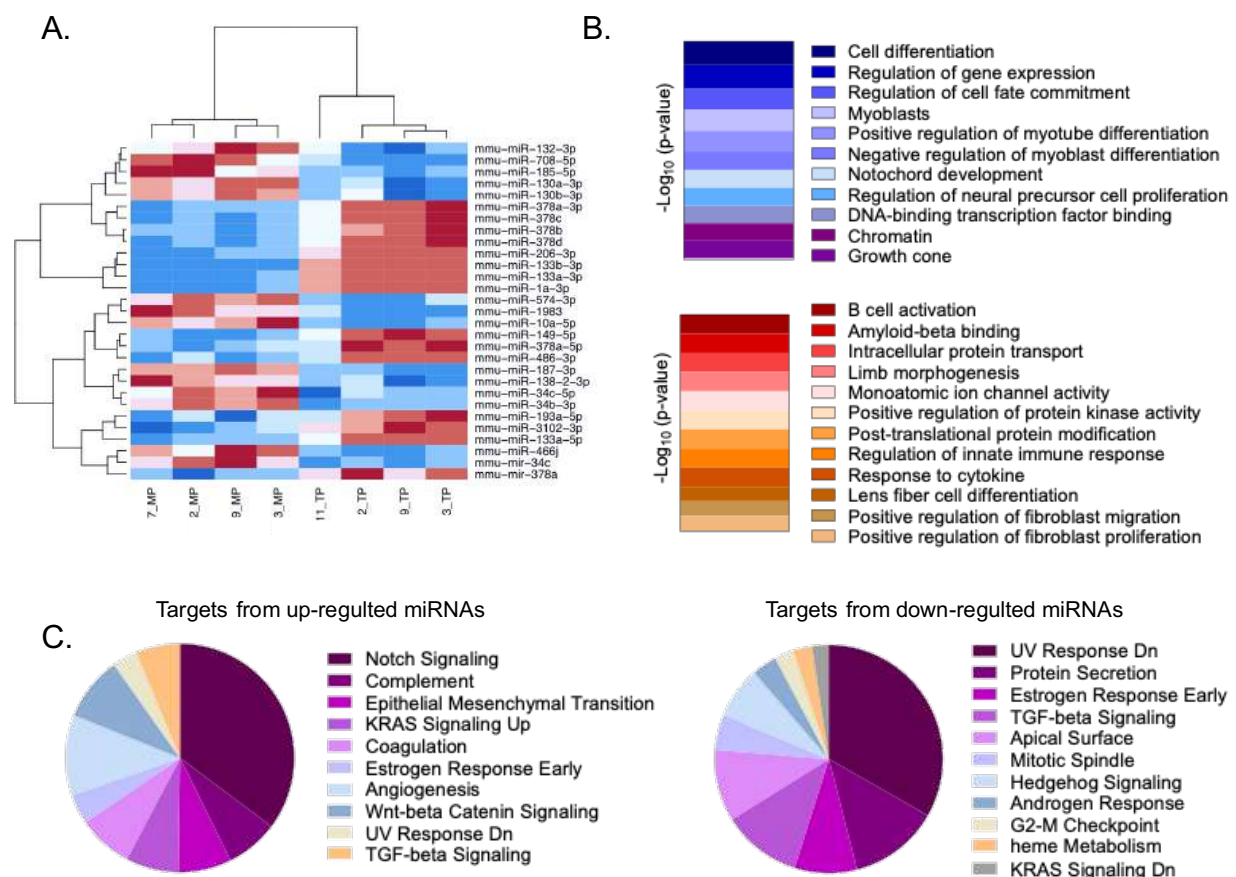 A.
mmu-miR-132-3p
mmu-miR-708-5p
mmu-miR-185-5p
mmu-miR-130a-3p
mmu-miR-130b-3p
mmu-miR-378a-3p
mmu-miR-378c
mmu-miR-378b
mmu-miR-378d
mmu-miR-206-3p
mmu-miR-133b-3p
mmu-miR-133a-3p
mmu-miR-1a-3p
mmu-miR-574-3p
mmu-miR-1983
mmu-miR-10a-5p
mmu-miR-149-5p
mmu-miR-378a-5p
mmu-miR-486-3p
mmu-miR-187-3p
mmu-miR-138-2-3p
mmu-miR-34c-5p
mmu-miR-34b-3p
mmu-miR-193a-5p
mmu-miR-3102-3p
mmu-miR-133a-5p
mmu-miR-466j
mmu-mir-34c
mmu-mir-378a
7_MP
2_MP
9_MP
3_MP
11_TP
2_TP
9_TP
3_TP
B.
-Log10 (p-value)
Cell differentiation
Regulation of gene expression
Regulation of cell fate commitment
Myoblasts
Positive regulation of myotube differentiation
Negative regulation of myoblast differentiation
Notochord development
Regulation of neural precursor cell proliferation
DNA-binding transcription factor binding
Chromatin
Growth cone
-Log10 (p-value)
B cell activation
Amyloid-beta binding
Intracellular protein transport
Limb morphogenesis
Monoatomic ion channel activity
Positive regulation of protein kinase activity
Post-translational protein modification
Regulation of innate immune response
Response to cytokine
Lens fiber cell differentiation
Positive regulation of fibroblast migration
Positive regulation of fibroblast proliferation
C.
Targets from up-regulted miRNAs
Notch Signaling
Complement
Epithelial Mesenchymal Transition
KRAS Signaling Up
Coagulation
Estrogen Response Early
Angiogenesis
Wnt-beta Catenin Signaling
UV Response Dn
TGF-beta Signaling
Targets from down-regulted miRNAs
UV Response Dn
Protein Secretion
Estrogen Response Early
TGF-beta Signaling
Apical Surface
Mitotic Spindle
Hedgehog Signaling
Androgen Response
G2-M Checkpoint
heme Metabolism
KRAS Signaling Dn